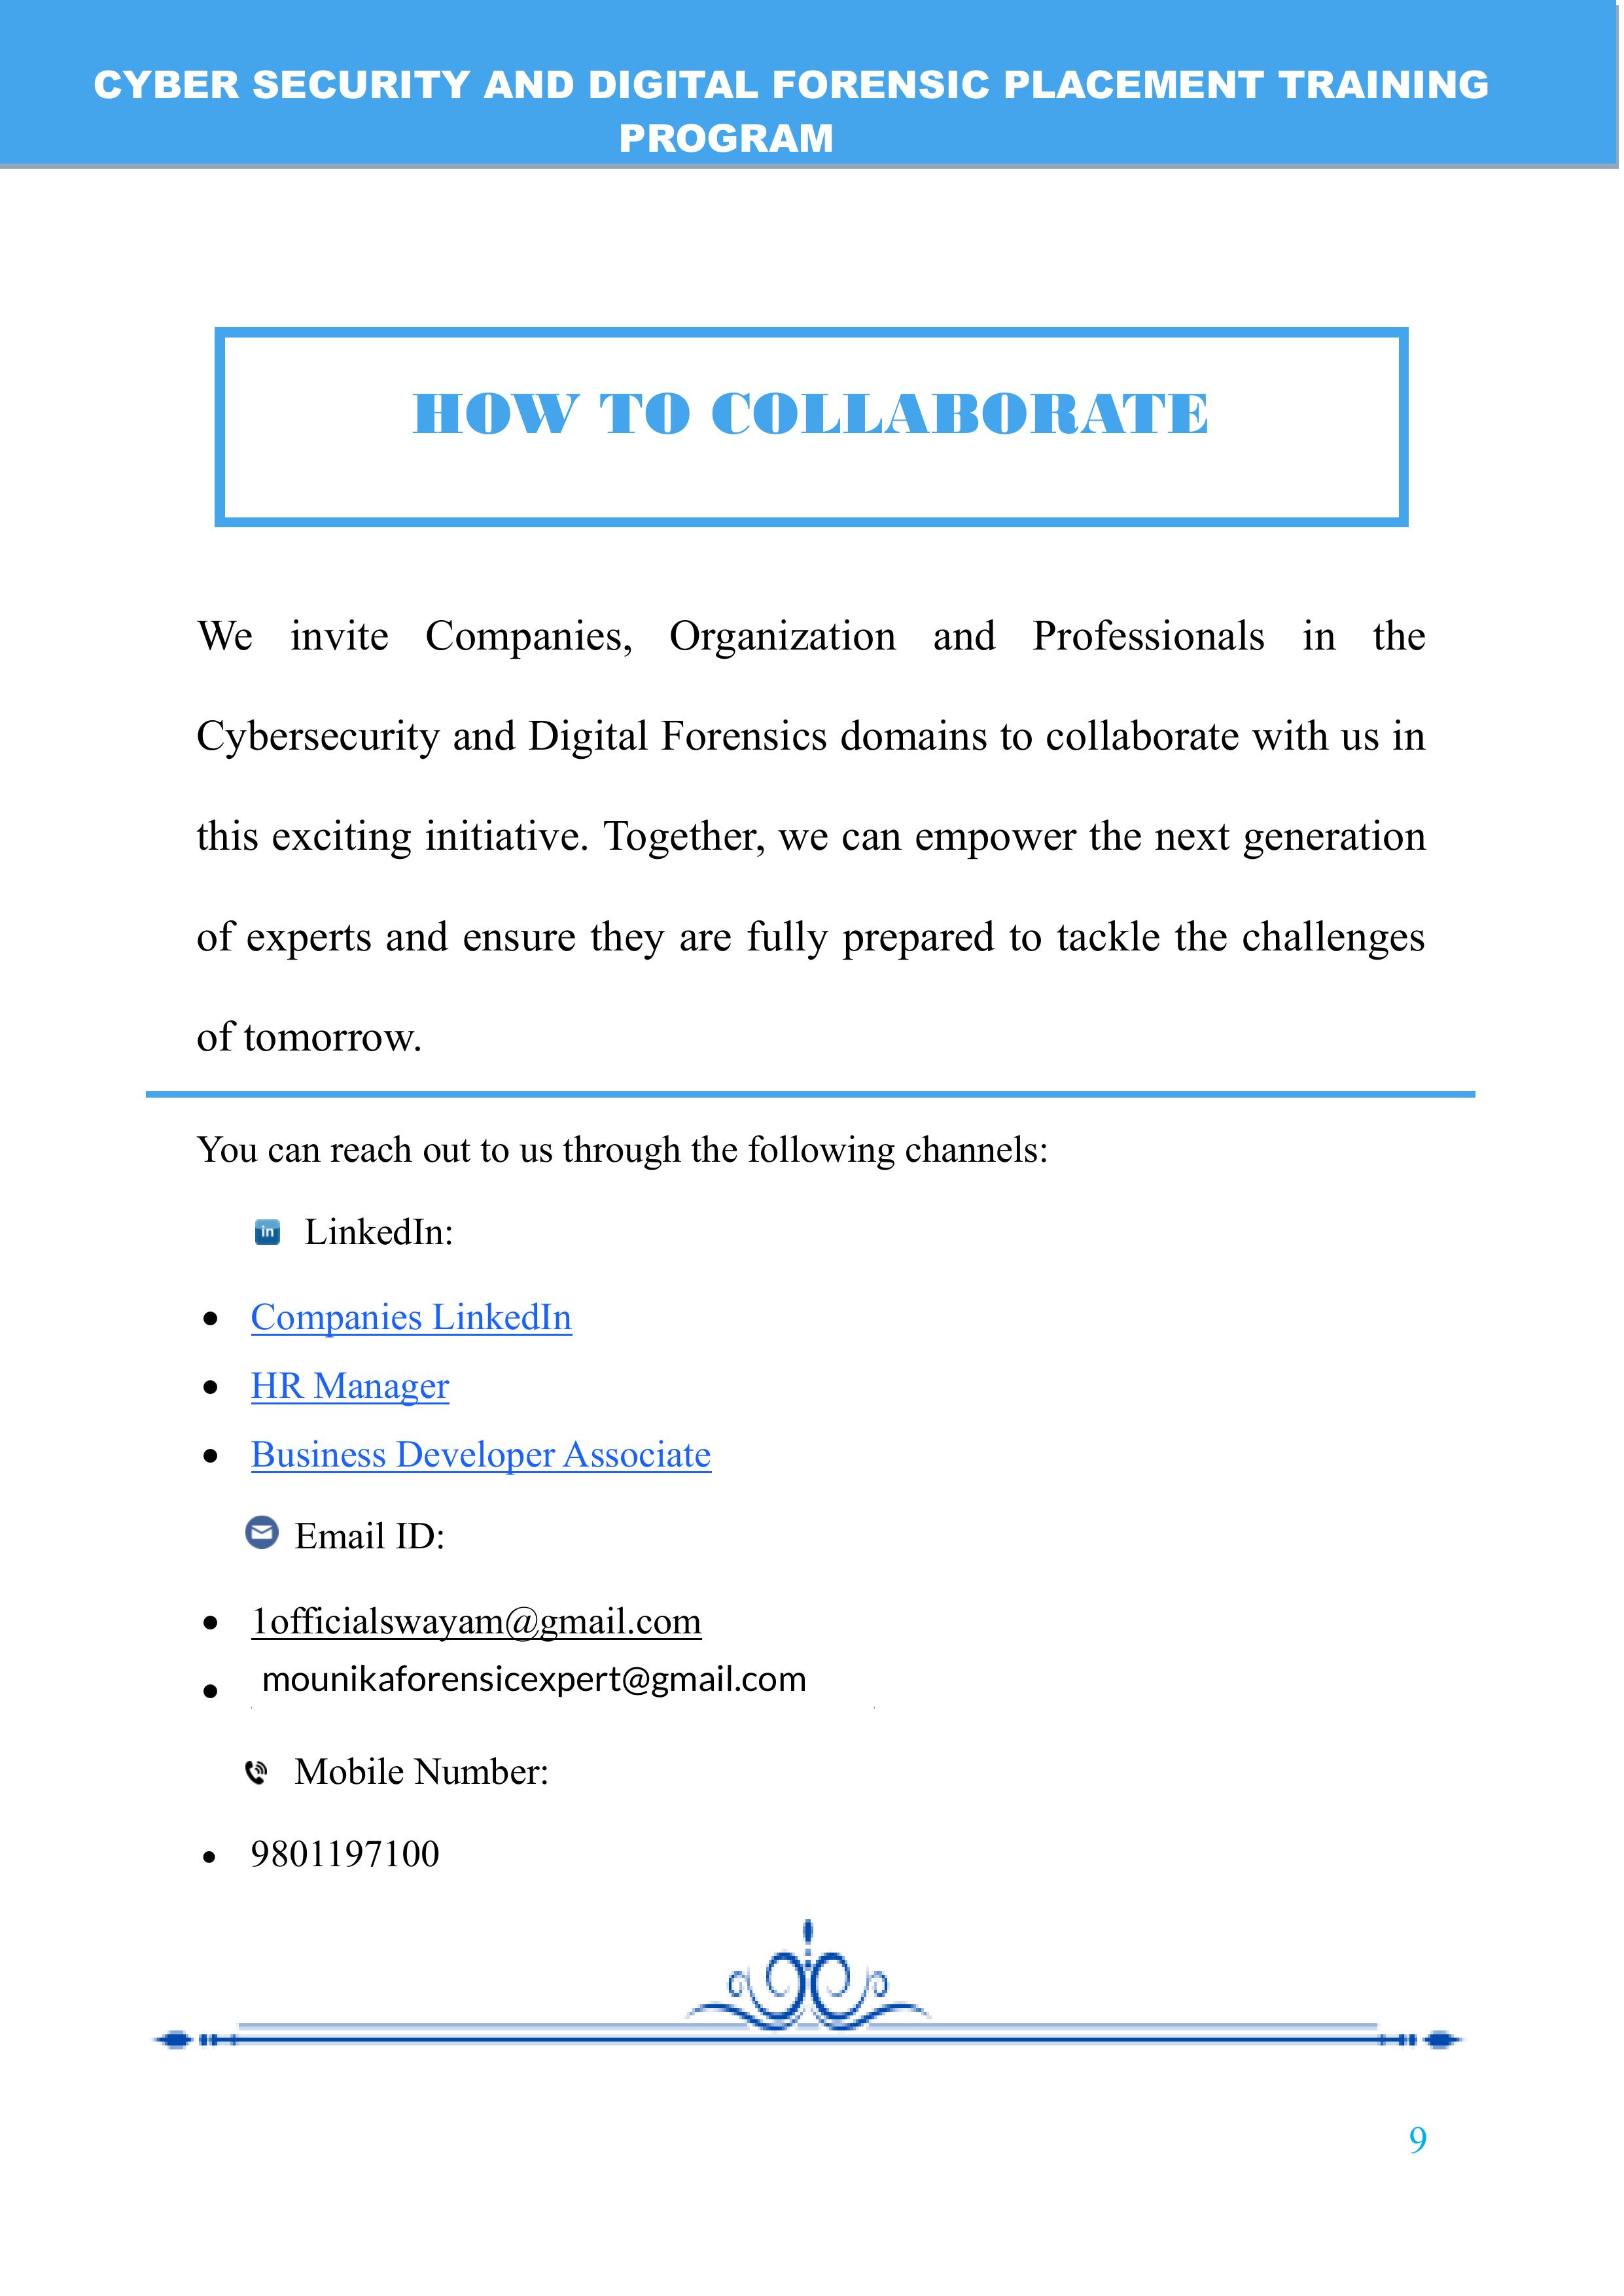 CYBER SECURITY AND DIGITAL FORENSIC PLACEMENT TRAINING
PROGRAM
HOW TO COLLABORATE
We invite Companies, Organization and Professionals in the
Cybersecurity and Digital Forensics domains to collaborate with us in
this exciting initiative. Together, we can empower the next generation
of experts and ensure they are fully prepared to tackle the challenges
of tomorrow.
You can reach out to us through the following channels:
in LinkedIn:
• Companies LinkedIn
• HR Manager
• Business Developer Associate
Email ID:
• 1officialswayam@gmail.com
• mounikaforensicexpert@gmail.com
Mobile Number:
• 9801197100
9